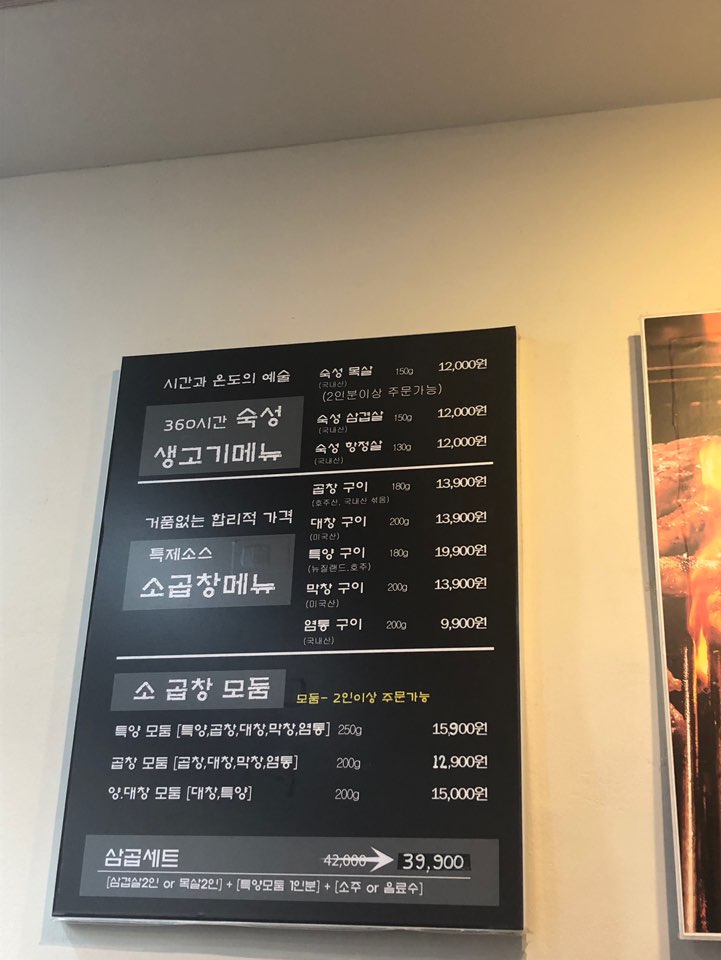 시간과 온도의 예술
360시간 숙성
생고기메뉴
숙성 목살 150g 12,000원
(국내산)
(2인분이상 주문가능)
숙성 삼겹살 150g 12,000원
(국내산)
숙성 항정살 130g 12,000원
(국내산)
거품없는 합리적 가격
특제소스
소곱창메뉴
곱창 구이 180g 13,900원
(호주산, 국내산 섞음)
대창 구이 200g 13,900원
(미국산)
특양 구이 180g 19,900원
(뉴질랜드,호주)
막창 구이 200g 13,900원
(미국산)
염통 구이 200g 9,900원
(국내산)
소 곱창 모둠
모둠- 2인이상 주문가능
특양 모둠 [특양,곱창,대창,막창,염통] 250g 15,900원
곱창 모둠 [곱창,대창,막창,염통] 200g 12,900원
양.대창 모둠 [대창,특양] 200g 15,000원
삼곱세트 42,000 39,900
[삼겹살2인 or 목살2인] + [특양모둠 1인분] + [소주 or 음료수]